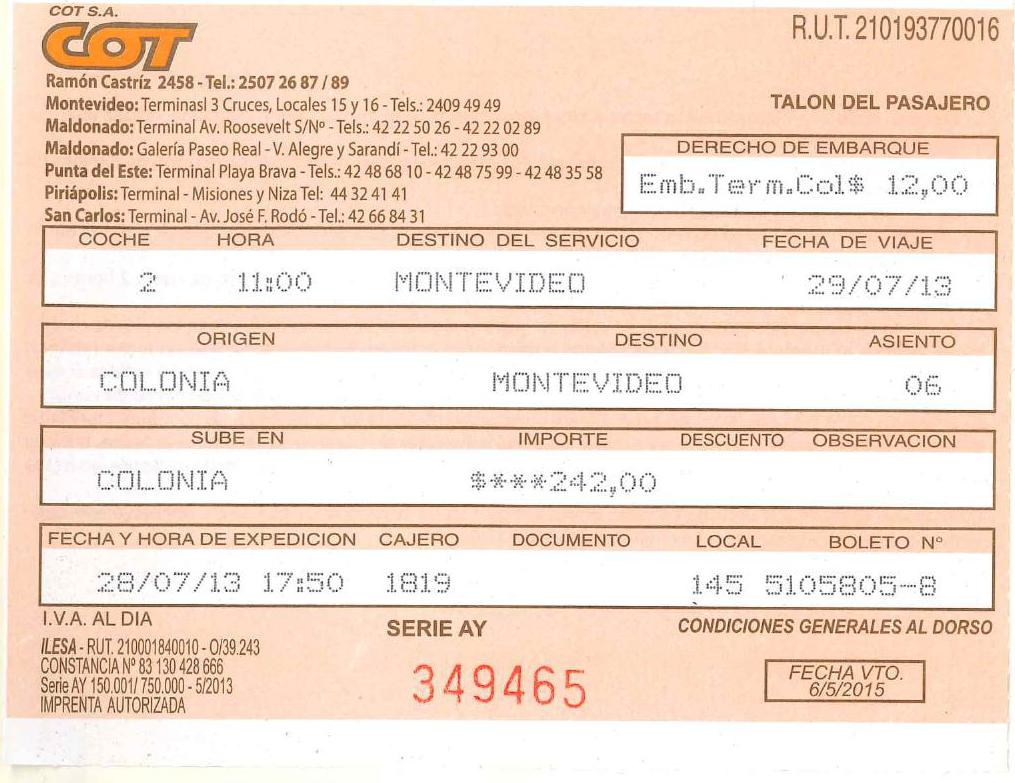 COT S.A.
COT
R.U.T. 210193770016
Ramón Castríz 2458 - Tel.: 2507 26 87 / 89
Montevideo: Terminasl 3 Cruces, Locales 15 y 16 - Tels.: 2409 49 49
Maldonado: Terminal Av. Roosevelt S/Nº - Tels.: 42 22 50 26 - 42 22 02 89
Maldonado: Galería Paseo Real - V. Alegre y Sarandí - Tel.: 42 22 93 00
Punta del Este: Terminal Playa Brava - Tels.: 42 48 68 10 - 42 48 75 99 - 42 48 35 58
Piriápolis: Terminal - Misiones y Niza Tel: 44 32 41 41
San Carlos: Terminal - Av. José F. Rodó - Tel.: 42 66 84 31
TALON DEL PASAJERO
DERECHO DE EMBARQUE
Emb.Term.Col$ 12,00
COCHE HORA DESTINO DEL SERVICIO FECHA DE VIAJE
2 11:00 MONTEVIDEO 29/07/13
ORIGEN DESTINO ASIENTO
COLONIA MONTEVIDEO 06
SUBE EN IMPORTE DESCUENTO OBSERVACION
COLONIA $***242,00
FECHA Y HORA DE EXPEDICION CAJERO DOCUMENTO LOCAL BOLETO Nº
28/07/13 17:50 1819 145 5105805-8
I.V.A. AL DIA
ILESA - RUT. 210001840010 - O/39.243
CONSTANCIA Nº 83 130 428 666
Serie AY 150.001/ 750.000 - 5/2013
IMPRENTA AUTORIZADA
SERIE AY
349465
CONDICIONES GENERALES AL DORSO
FECHA VTO.
6/5/2015